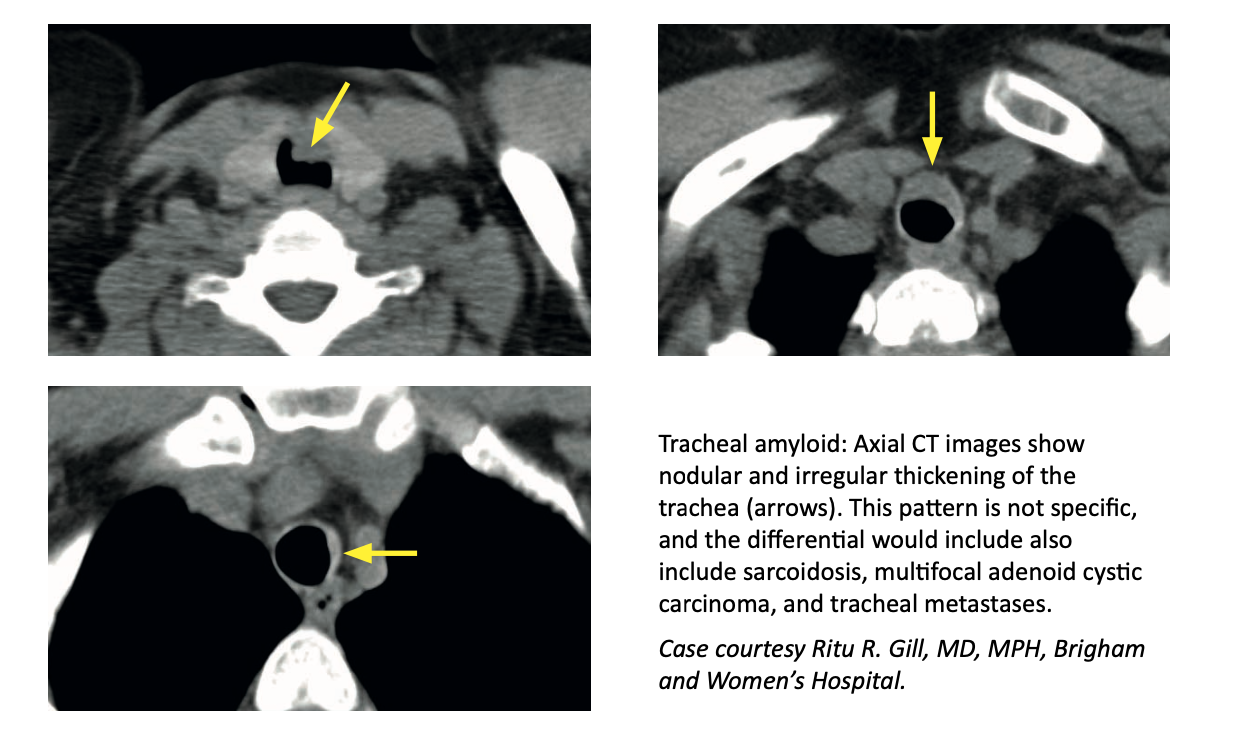 Tracheal amyloid: Axial CT images show
nodular and irregular thickening of the
trachea (arrows). This pattern is not specific,
and the differential would include also
include sarcoidosis, multifocal adenoid cystic
carcinoma, and tracheal metastases.
Case courtesy Ritu R. Gill, MD, MPH, Brigham
and Women’s Hospital.